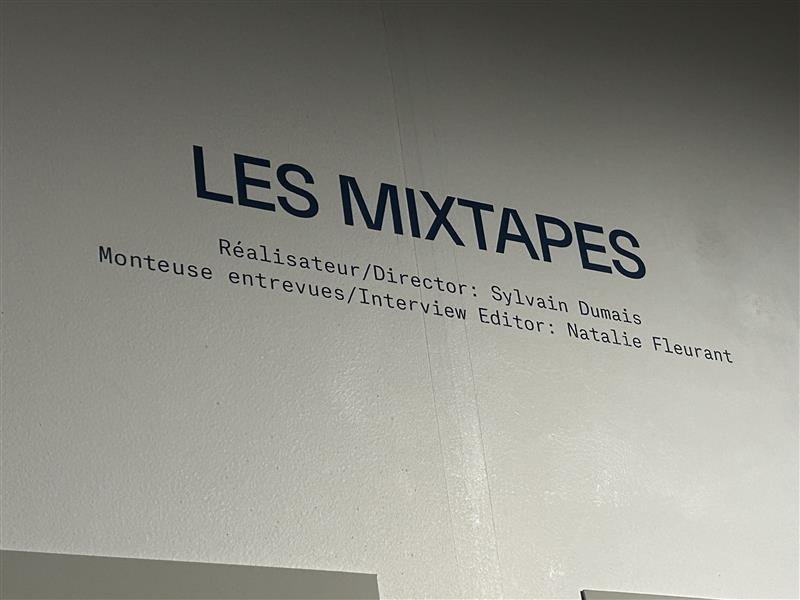 LES MIXTAPES
Réalisateur/Director: Sylvain Dumais
Monteuse entrevues/Interview Editor: Natalie Fleurant